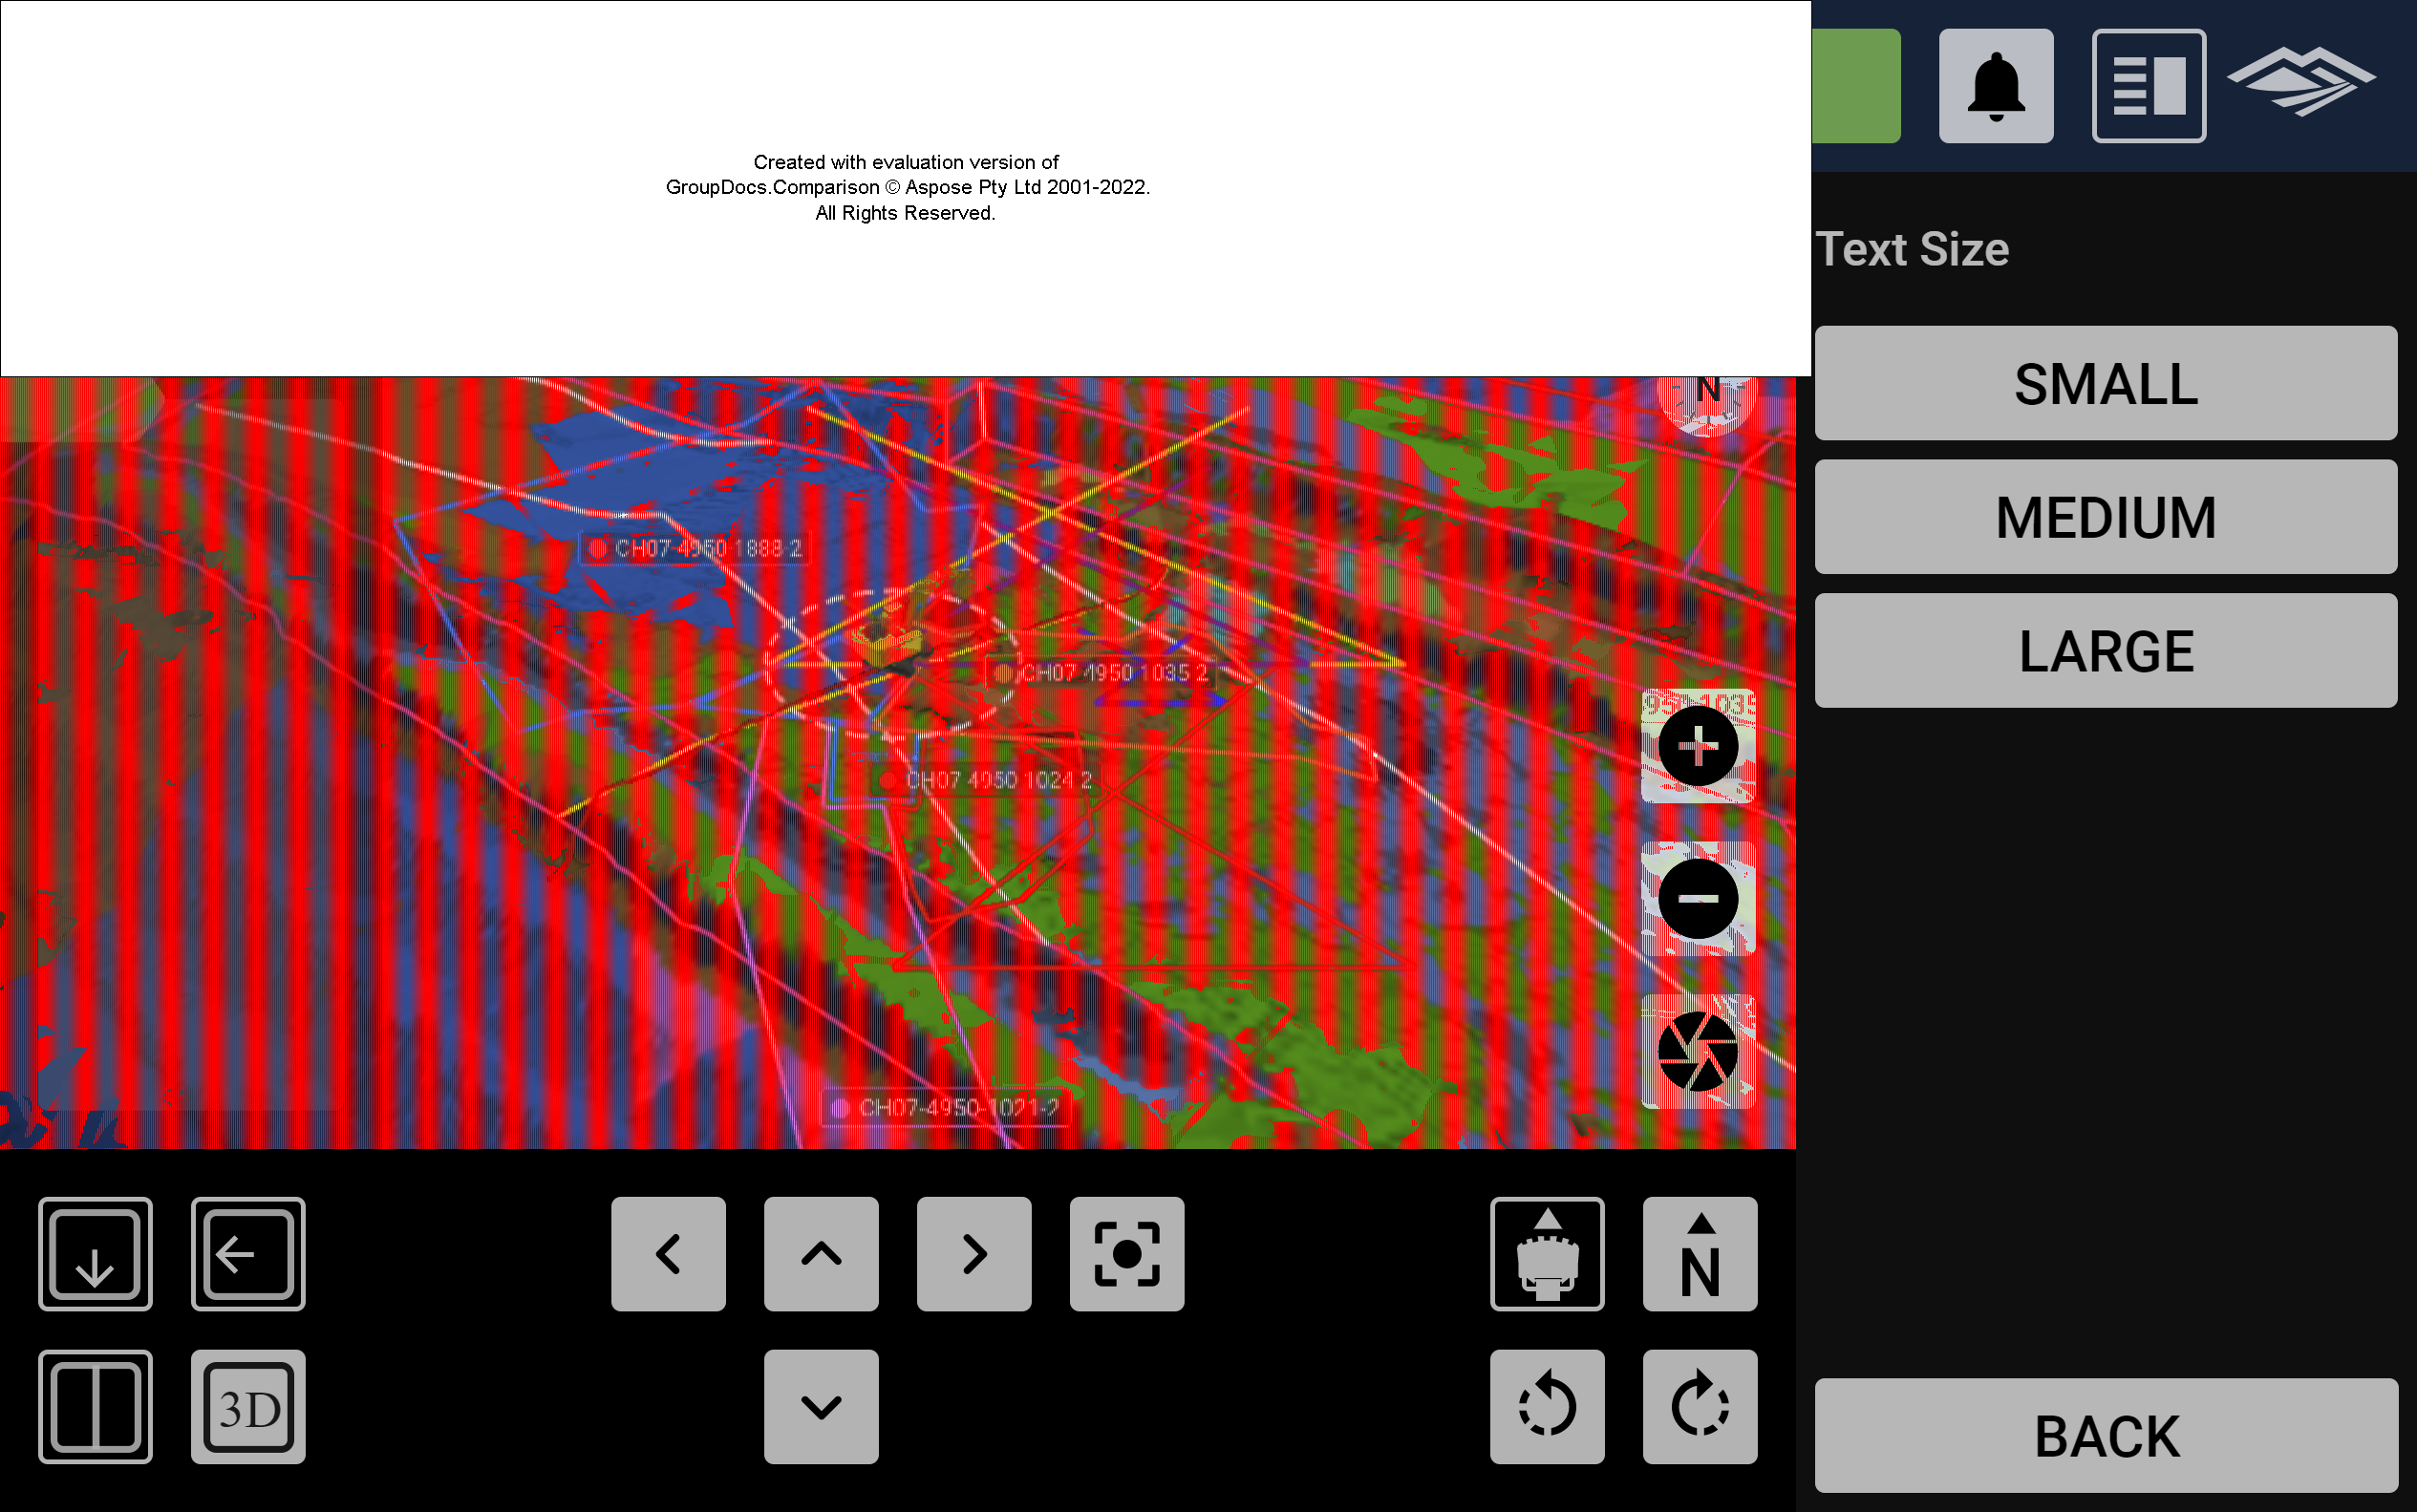 Created with evaluation version of
GroupDocs.Comparison © Aspose Pty Ltd 2001-2022.
All Rights Reserved.
Text Size
SMALL
MEDIUM
LARGE
N
CH07-4950 1888-2
CH07 4950 1035 2
CH07 4950 1024 2
CH07-4950-1021-2
3D
N
BACK